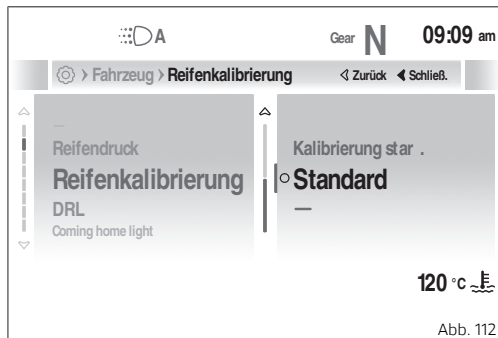 A Gear N 09:09 am
Fahrzeug Reifenkalibrierung Zurück Schließ.
Reifendruck
Reifenkalibrierung
DRL
Coming home light
Kalibrierung star .
Standard
120 °C
Abb. 112